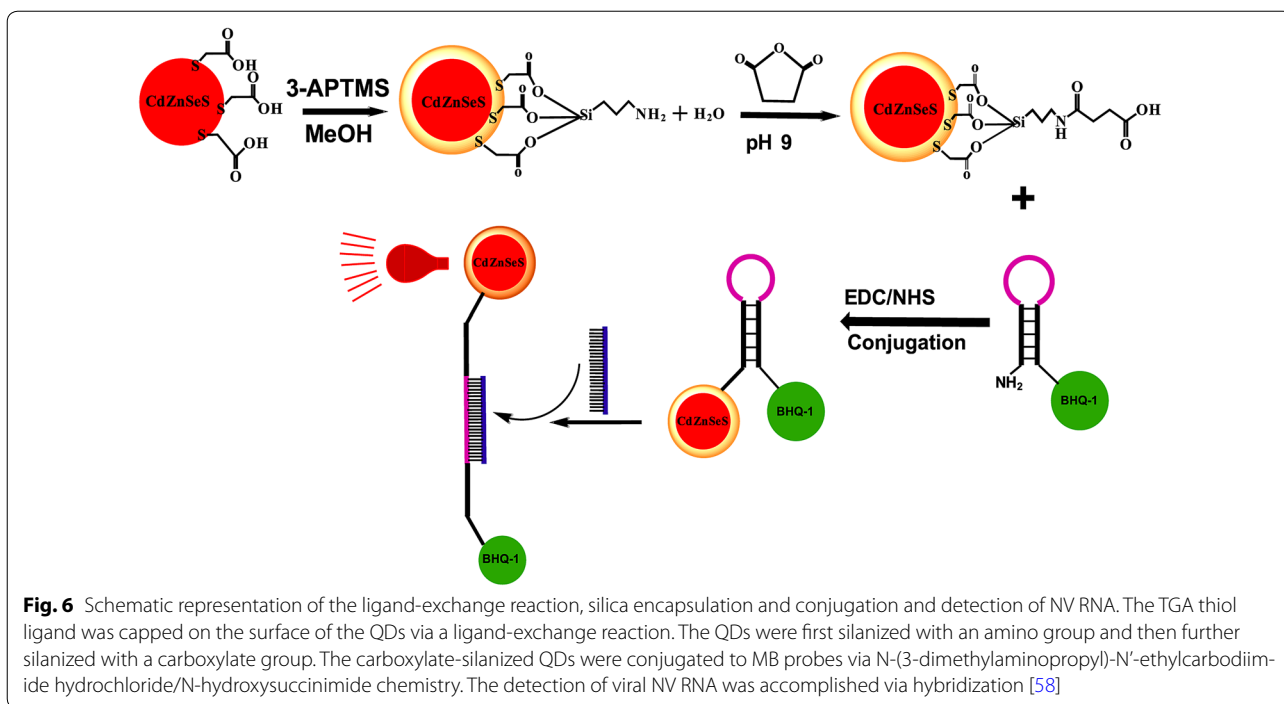 CdZnSeS
S
O
OH
S
O
OH
S
OH
O
3-APTMS
MeOH
CdZnSeS
S
O
O
S
O
O
S
O
O
Si
NH2 + H2O
O
O
O
pH 9
CdZnSeS
S
O
O
S
O
O
S
O
O
Si
N
H
O
OH
O
+
CdZnSeS
BHQ-1
CdZnSeS
BHQ-1
EDC/NHS
Conjugation
NH2
BHQ-1
Fig. 6 Schematic representation of the ligand-exchange reaction, silica encapsulation and conjugation and detection of NV RNA. The TGA thiol
ligand was capped on the surface of the QDs via a ligand-exchange reaction. The QDs were first silanized with an amino group and then further
silanized with a carboxylate group. The carboxylate-silanized QDs were conjugated to MB probes via N-(3-dimethylaminopropyl)-N′-ethylcarbodiim-
ide hydrochloride/N-hydroxysuccinimide chemistry. The detection of viral NV RNA was accomplished via hybridization [58]